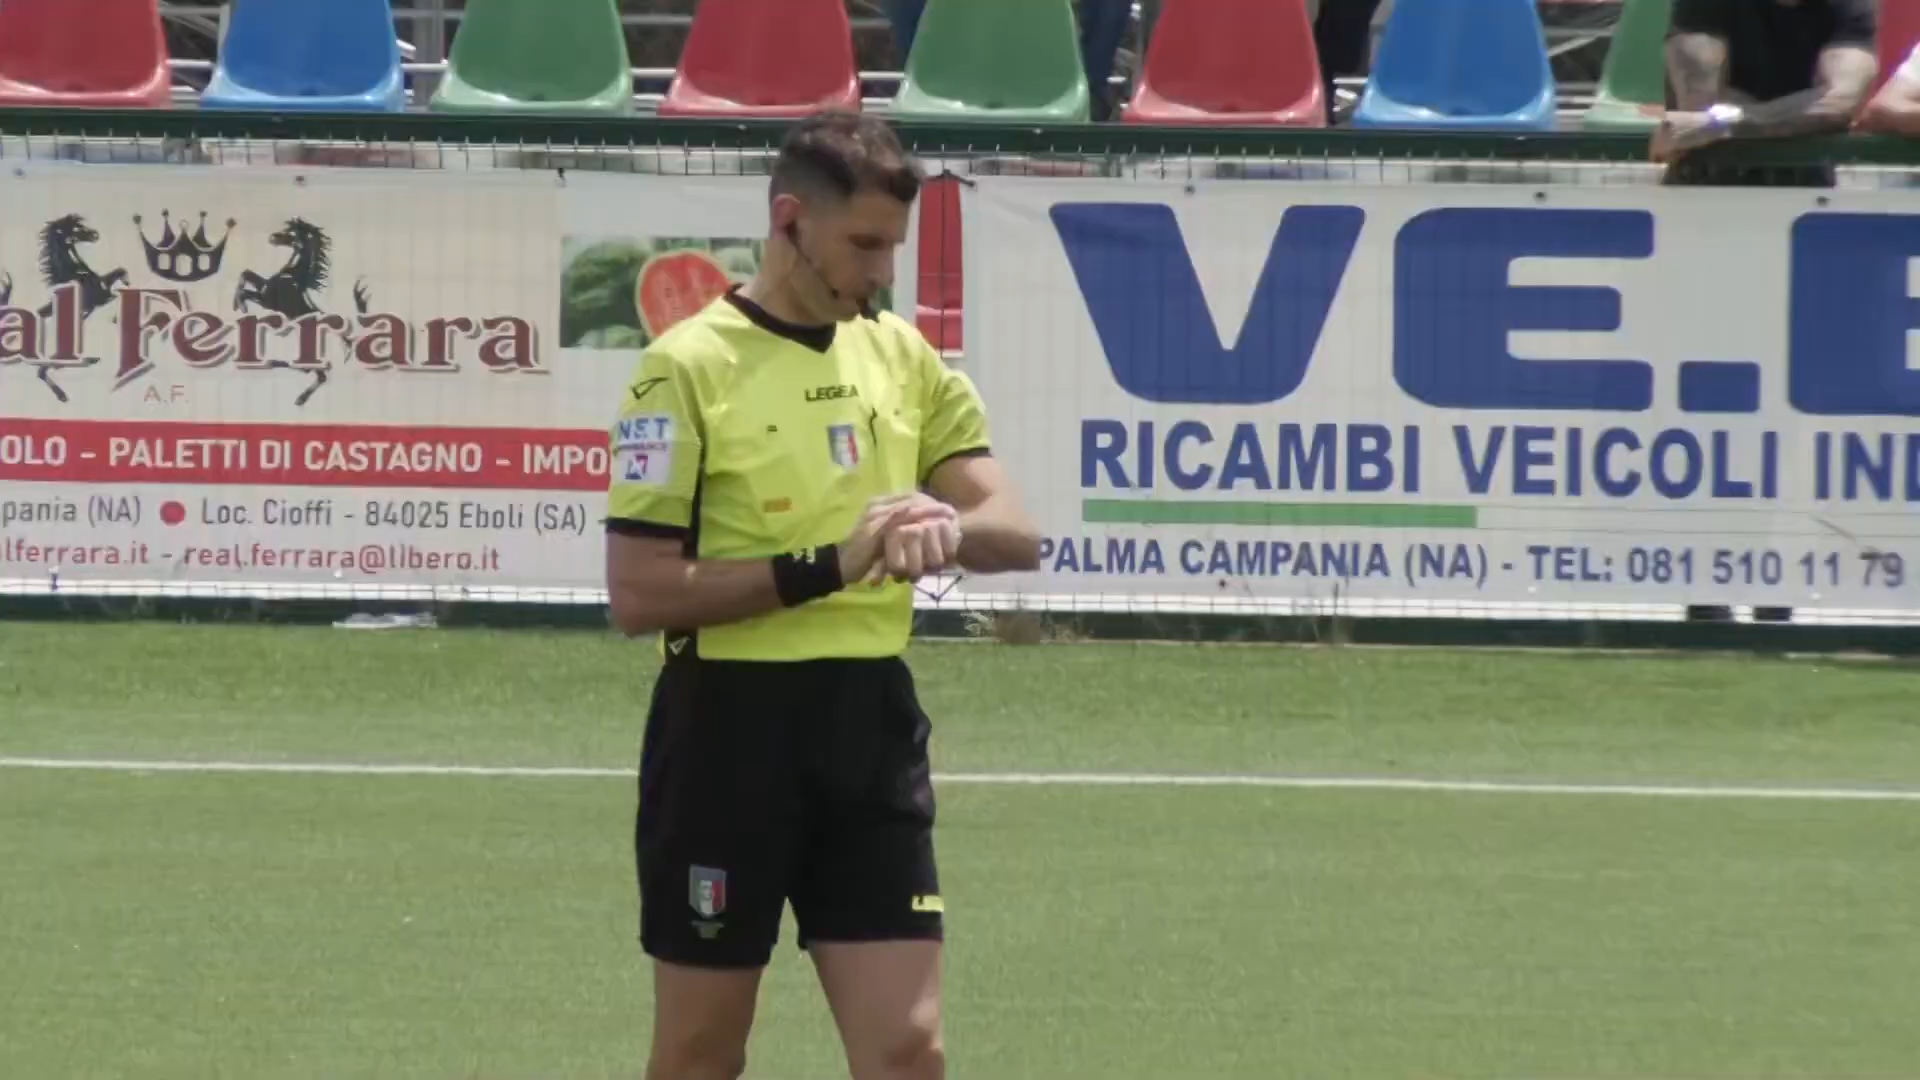 al Ferrara
A.F.
OLO - PALETTI DI CASTAGNO - IMPO
pania (NA) ● Loc. Cioffi - 84025 Eboli (SA)
lferrara.it - real.ferrara@libero.it
VE.
RICAMBI VEICOLI IN
PALMA CAMPANIA (NA) - TEL: 081 510 11 79
LEGEA
NET